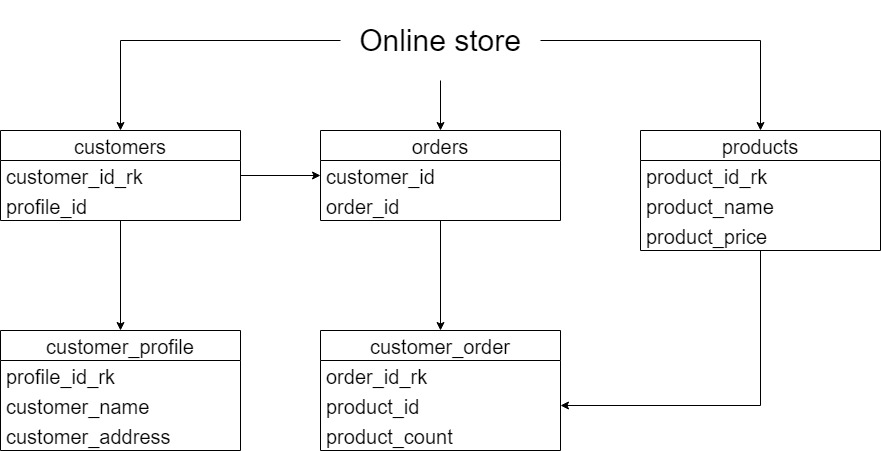 Online store
customers
customer_id_rk
profile_id
orders
customer_id
order_id
products
product_id_rk
product_name
product_price
customer_profile
profile_id_rk
customer_name
customer_address
customer_order
order_id_rk
product_id
product_count